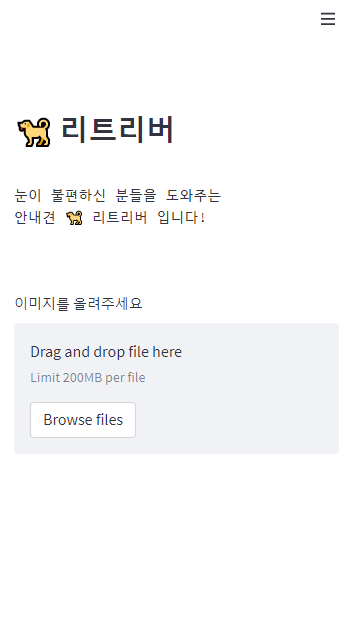 🐕 리트리버
눈이 불편하신 분들을 도와주는
안내견 🐕 리트리버 입니다!
이미지를 올려주세요
Drag and drop file here
Limit 200MB per file
Browse files